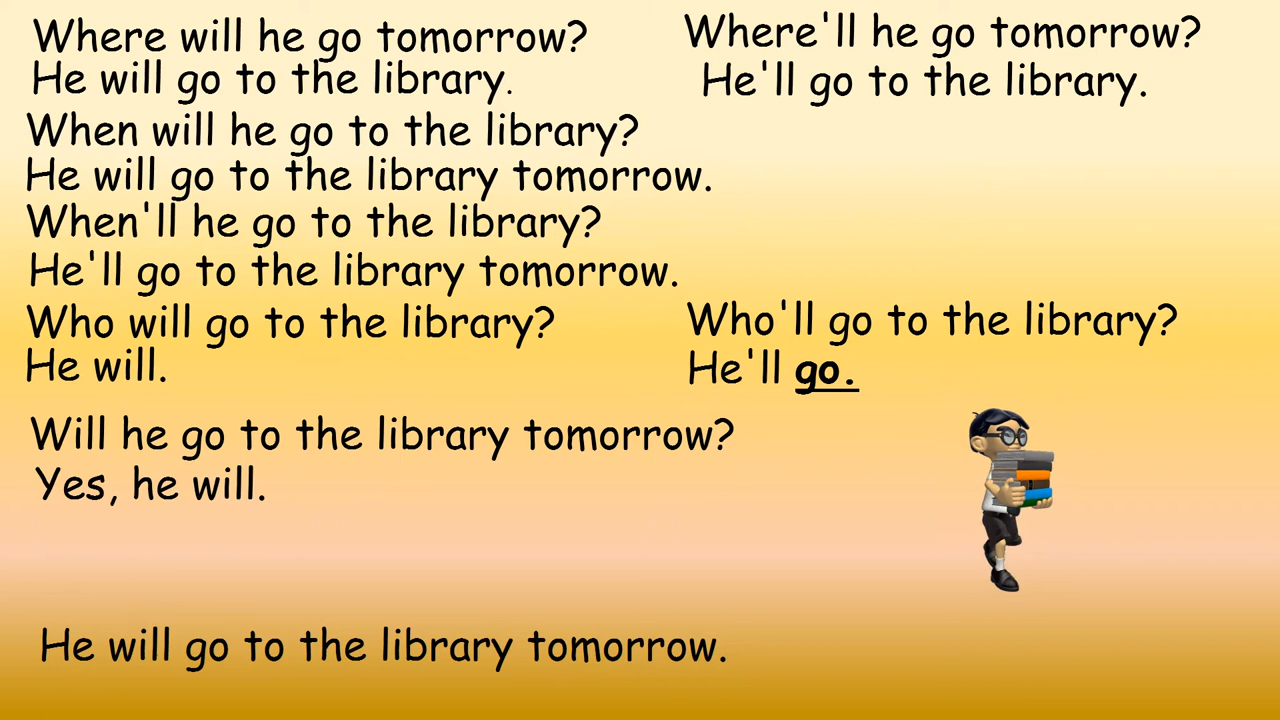 Where will he go tomorrow?
Where'll he go tomorrow?
He will go to the library.
He'll go to the library.
When will he go to the library?
He will go to the library tomorrow.
When'll he go to the library?
He'll go to the library tomorrow.
Who will go to the library?
Who'll go to the library?
He will.
He'll go.
Will he go to the library tomorrow?
Yes, he will.
He will go to the library tomorrow.